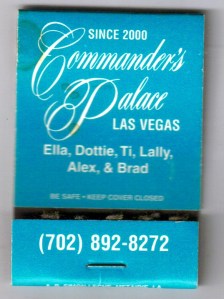 SINCE 2000
Commander's
Palace
LAS VEGAS
Ella, Dottie, Ti, Lally,
Alex, & Brad
BE SAFE • KEEP COVER CLOSED
(702) 892-8272